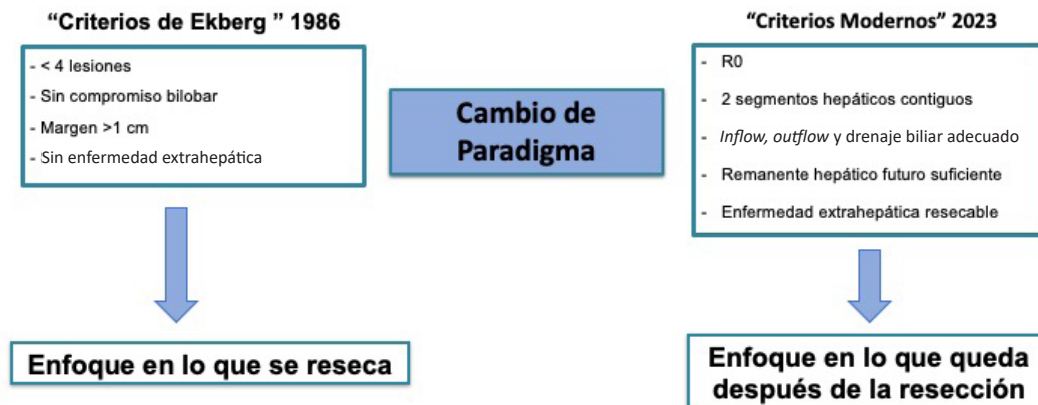 “Criterios de Ekberg ” 1986
- < 4 lesiones
- Sin compromiso bilobar
- Margen >1 cm
- Sin enfermedad extrahepática
Enfoque en lo que se reseca
Cambio de
Paradigma
“Criterios Modernos” 2023
- R0
- 2 segmentos hepáticos contiguos
- Inflow, outflow y drenaje biliar adecuado
- Remanente hepático futuro suficiente
- Enfermedad extrahepática resecable
Enfoque en lo que queda
después de la resección